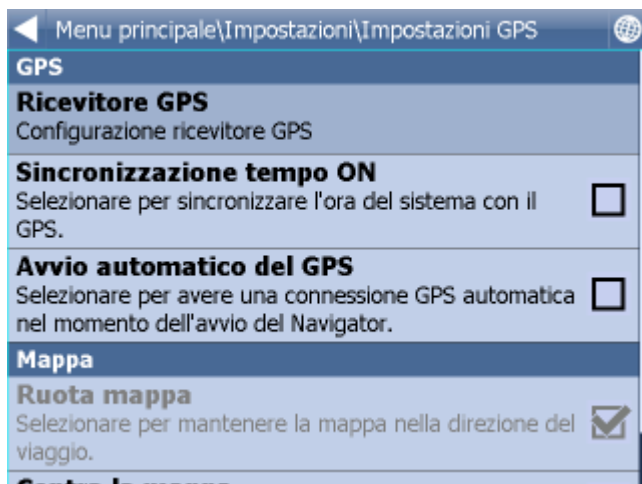 Menu principale\Impostazioni\Impostazioni GPS
GPS
Ricevitore GPS
Configurazione ricevitore GPS
Sincronizzazione tempo ON
Selezionare per sincronizzare l'ora del sistema con il
GPS.
Avvio automatico del GPS
Selezionare per avere una connessione GPS automatica
nel momento dell'avvio del Navigator.
Mappa
Ruota mappa
Selezionare per mantenere la mappa nella direzione del
viaggio.